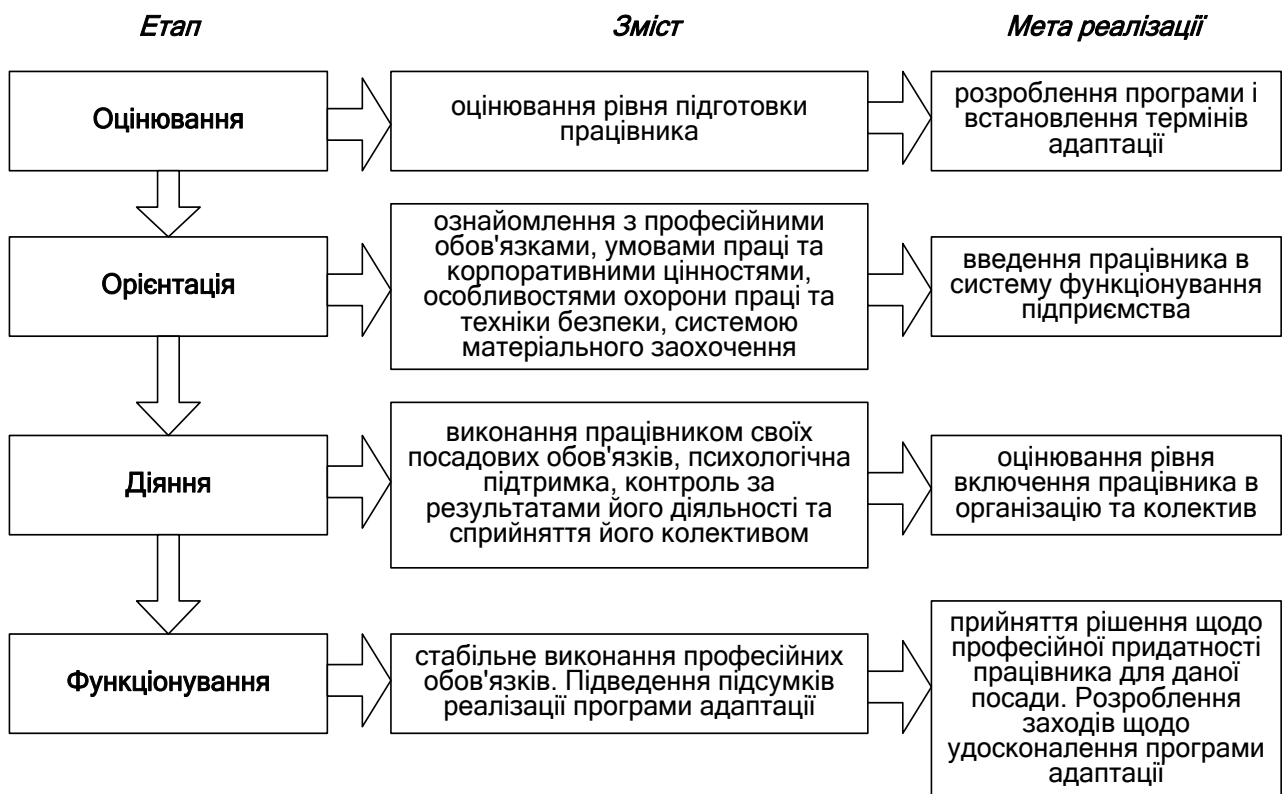 Етап
Зміст
Мета реалізації
Оцінювання
оцінювання рівня підготовки
працівника
розроблення програми і
встановлення термінів
адаптації
Орієнтація
ознайомлення з професійними
обов'язками, умовами праці та
корпоративними цінностями,
особливостями охорони праці та
техніки безпеки, системою
матеріального заохочення
введення працівника в
систему функціонування
підприємства
Діяння
виконання працівником своїх
посадових обов'язків, психологічна
підтримка, контроль за
результатами його діяльності та
сприйняття його колективом
оцінювання рівня
включення працівника в
організацію та колектив
Функціонування
стабільне виконання професійних
обов'язків. Підведення підсумків
реалізації програми адаптації
прийняття рішення щодо
професійної придатності
працівника для даної
посади. Розроблення
заходів щодо
удосконалення програми
адаптації